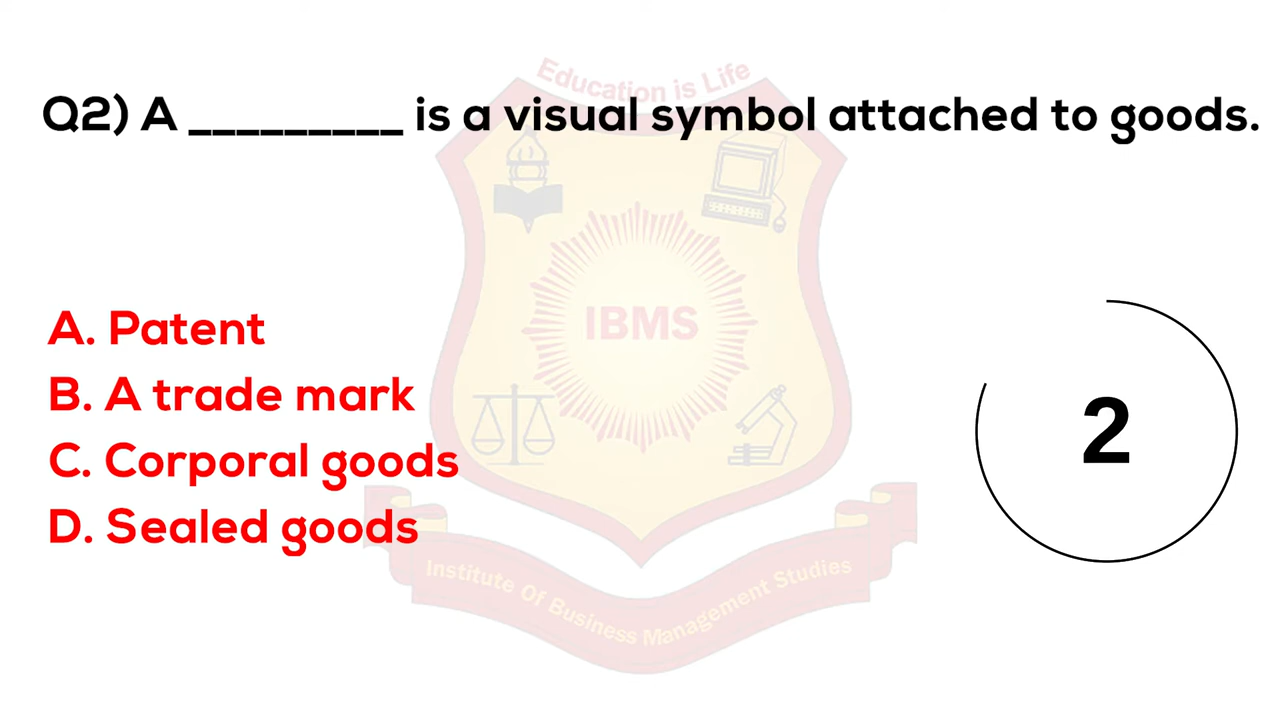 Education is Life
Q2) A _________ is a visual symbol attached to goods.
IBMS
A. Patent
B. A trade mark
C. Corporal goods
D. Sealed goods
2
Institute Of Business Management Studies